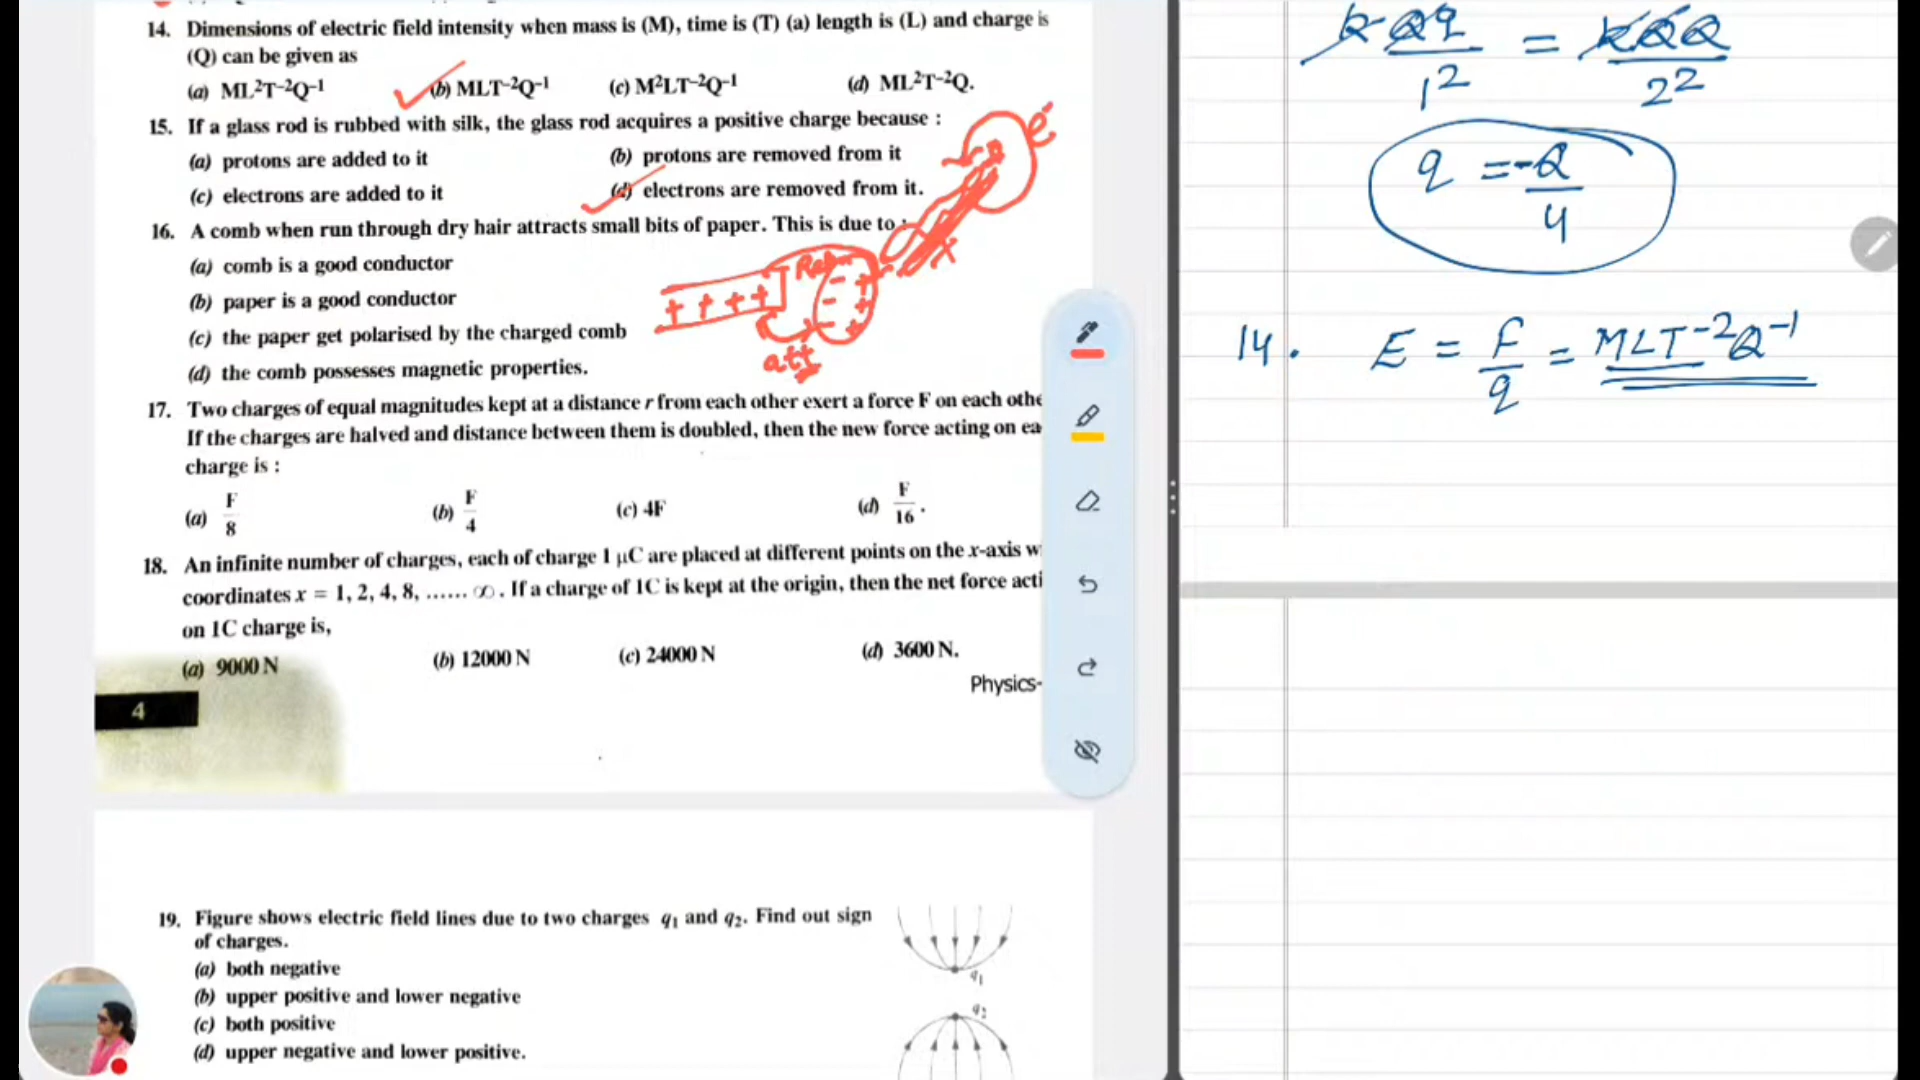 14. Dimensions of electric field intensity when mass is (M), time is (T) (a) length is (L) and charge is
(Q) can be given as
(a) ML²T⁻²Q⁻¹ (b) MLT⁻²Q⁻¹ (c) M²LT⁻²Q⁻¹ (d) ML²T⁻²Q.
15. If a glass rod is rubbed with silk, the glass rod acquires a positive charge because :
(a) protons are added to it (b) protons are removed from it
(c) electrons are added to it (d) electrons are removed from it.
16. A comb when run through dry hair attracts small bits of paper. This is due to :
(a) comb is a good conductor
(b) paper is a good conductor
(c) the paper get polarised by the charged comb
(d) the comb possesses magnetic properties.
att
17. Two charges of equal magnitudes kept at a distance r from each other exert a force F on each othe
If the charges are halved and distance between them is doubled, then the new force acting on ea
charge is :
(a) F/8 (b) F/4 (c) 4F (d) F/16 .
18. An infinite number of charges, each of charge 1 μC are placed at different points on the x-axis w
coordinates x = 1, 2, 4, 8, ...... ∞ . If a charge of 1C is kept at the origin, then the net force acti
on 1C charge is,
(a) 9000 N (b) 12000 N (c) 24000 N (d) 3600 N.
Physics-
4
19. Figure shows electric field lines due to two charges q₁ and q₂. Find out sign
of charges.
(a) both negative
(b) upper positive and lower negative
(c) both positive
(d) upper negative and lower positive.
q₁
q₂
kQq/1² = kQQ/2²
q = -Q/4
14. E = F/q = MLT⁻²Q⁻¹